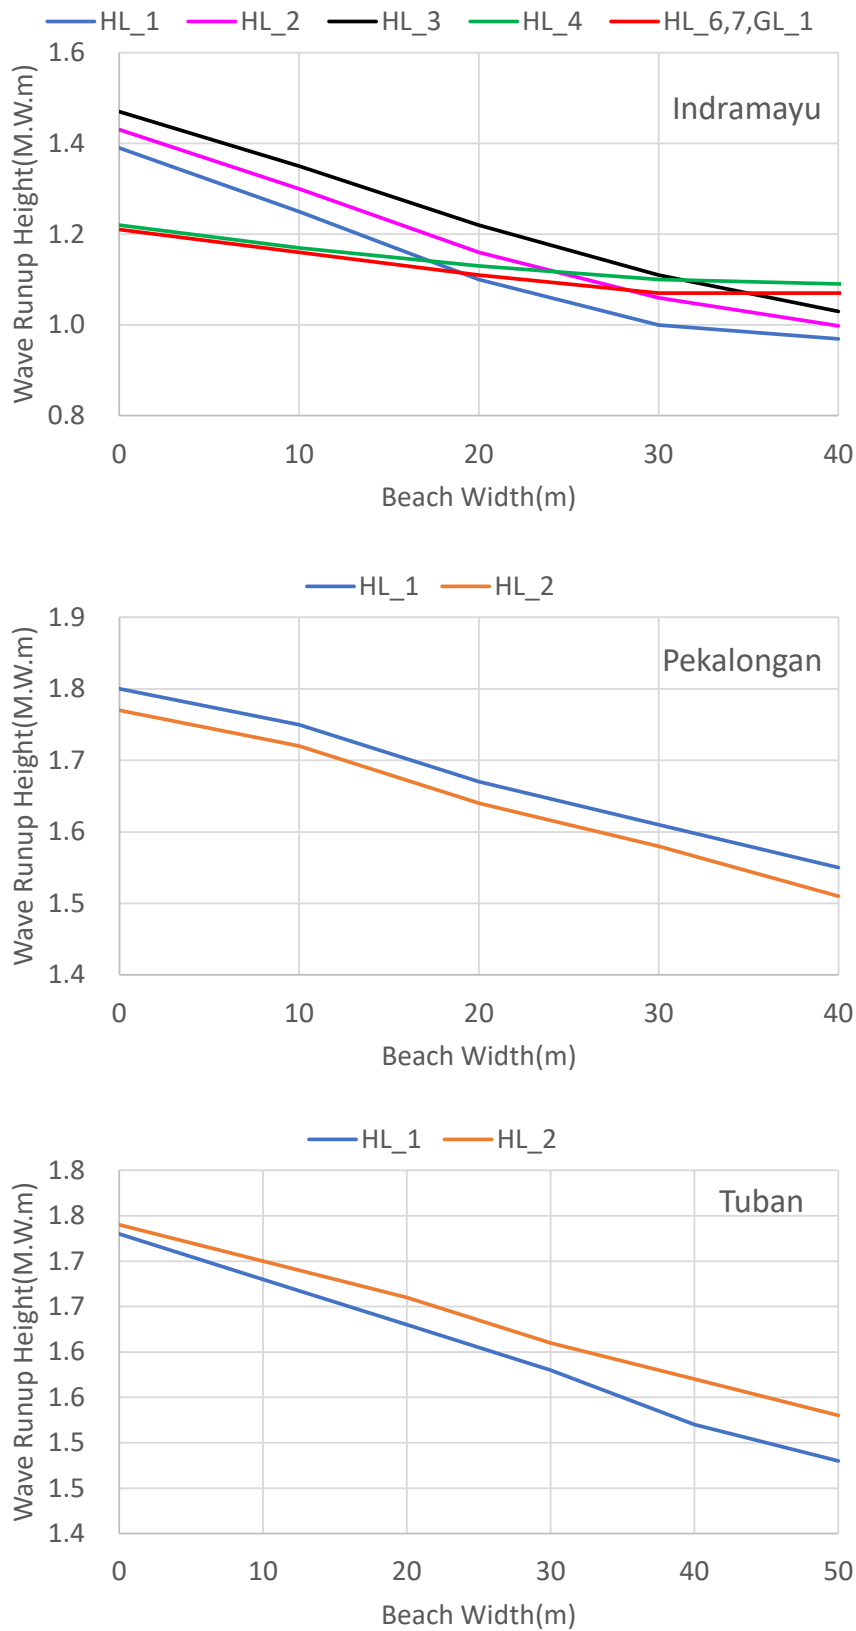 HL_1 HL_2 HL_3 HL_4 HL_6,7,GL_1
Indramayu
Wave Runup Height(M.W.m)
1.6
1.4
1.2
1.0
0.8
0 10 20 30 40
Beach Width(m)
HL_1 HL_2
Pekalongan
Wave Runup Height(M.W.m)
1.9
1.8
1.7
1.6
1.5
1.4
0 10 20 30 40
Beach Width(m)
HL_1 HL_2
Tuban
Wave Runup Height(M.W.m)
1.8
1.8
1.7
1.7
1.6
1.6
1.5
1.5
1.4
0 10 20 30 40 50
Beach Width(m)